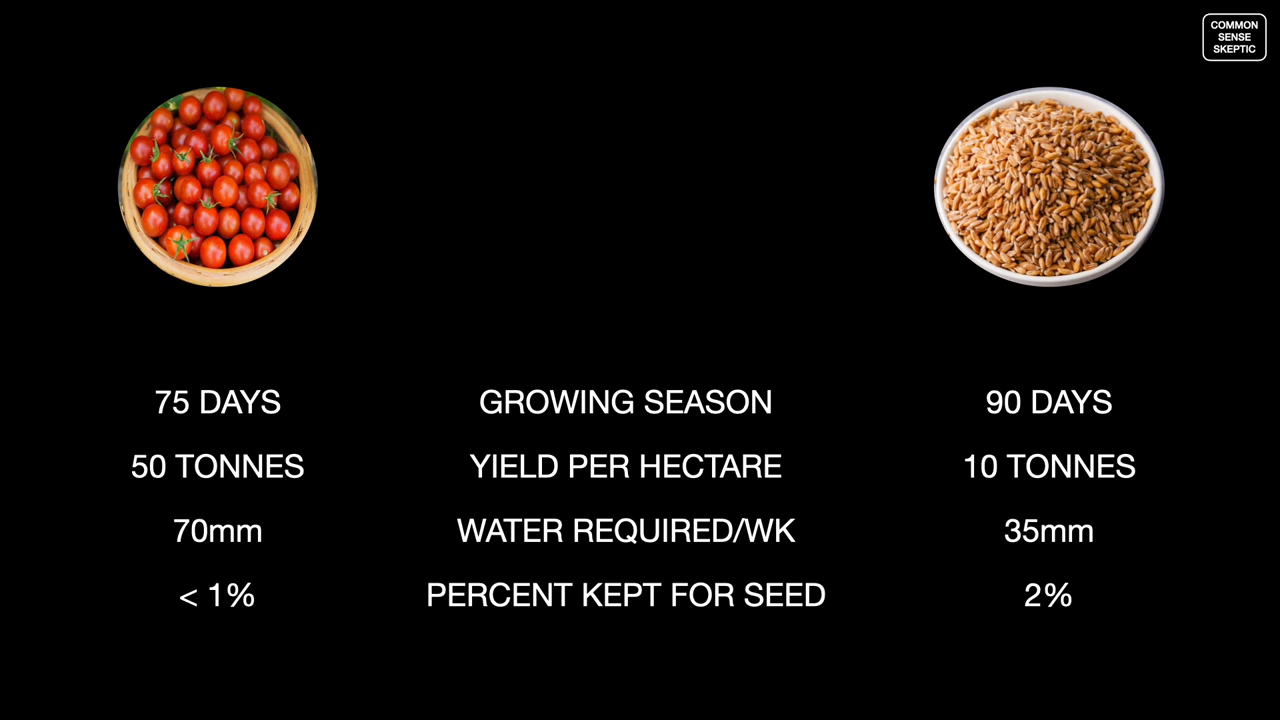 COMMON
SENSE
SKEPTIC
75 DAYS GROWING SEASON 90 DAYS
50 TONNES YIELD PER HECTARE 10 TONNES
70mm WATER REQUIRED/WK 35mm
< 1% PERCENT KEPT FOR SEED 2%